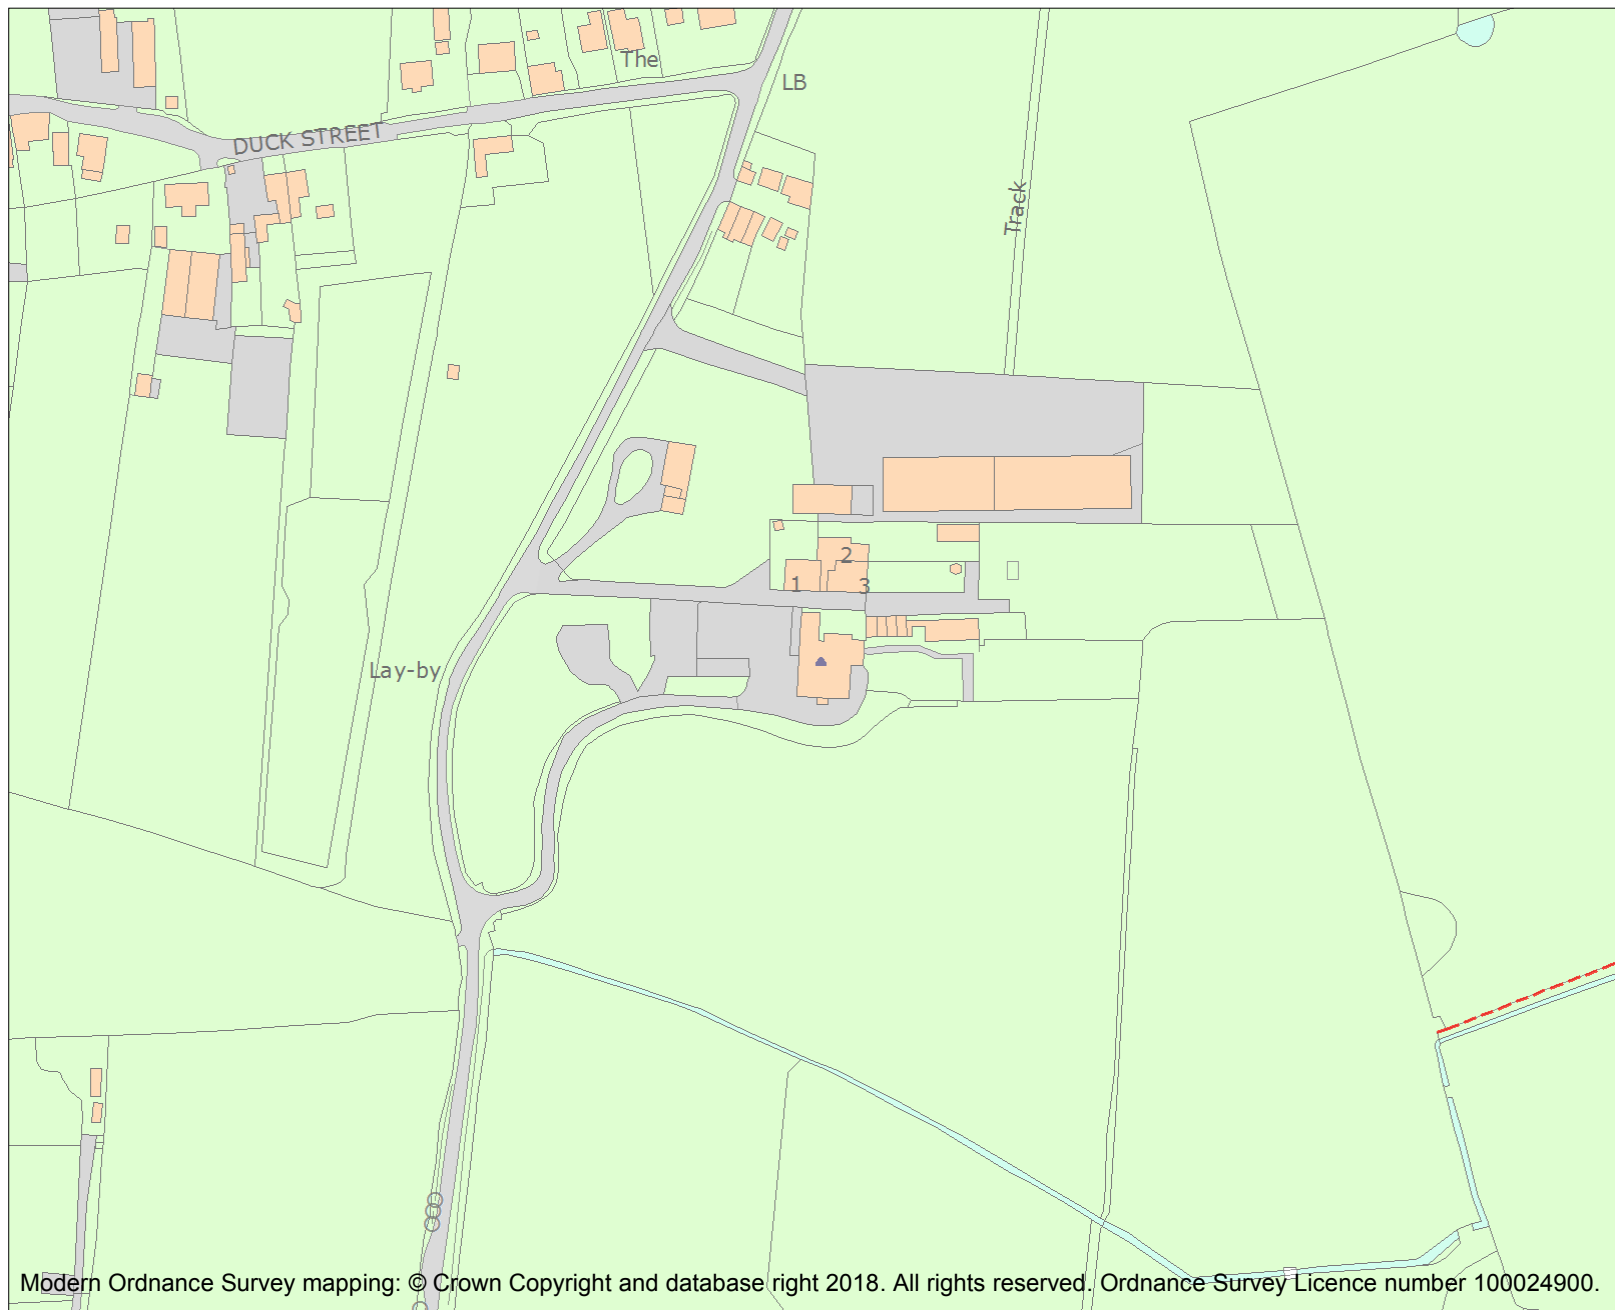 The
LB
DUCK STREET
Track
2
1
3
Lay-by
Modern Ordnance Survey mapping: © Crown Copyright and database right 2018. All rights reserved. Ordnance Survey Licence number 100024900.